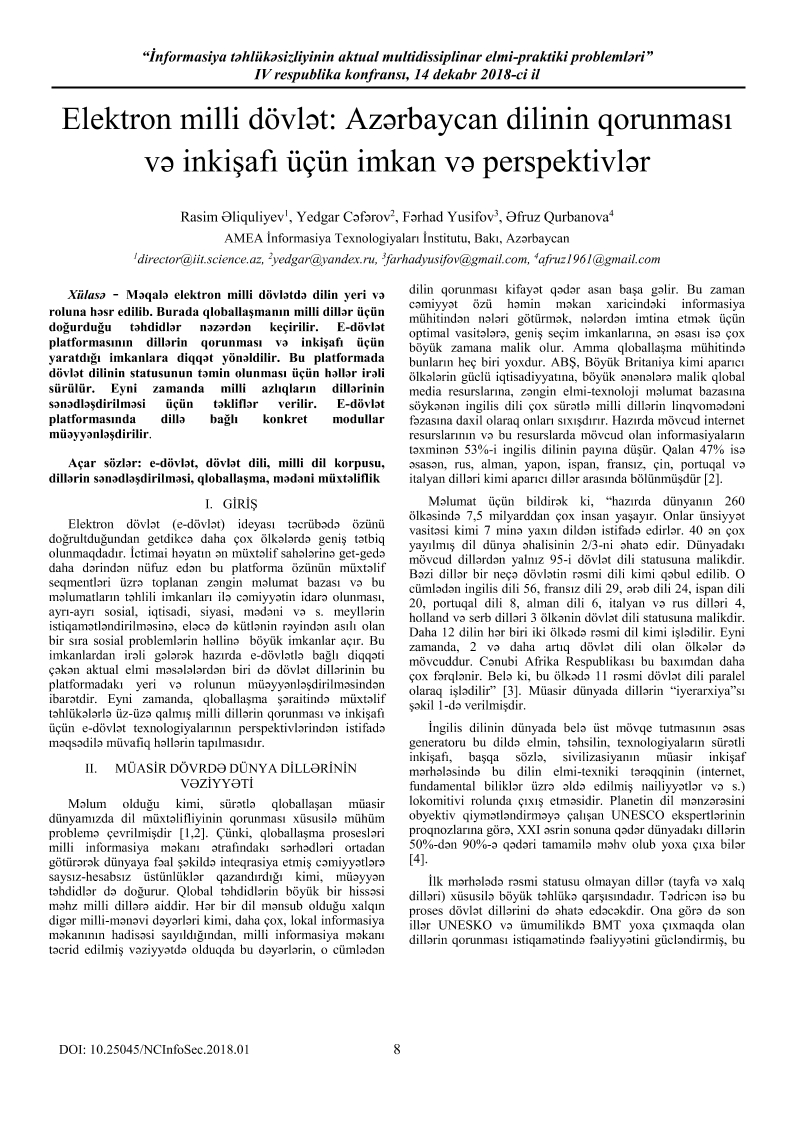 “İnformasiya təhlükəsizliyinin aktual multidissiplinar elmi-praktiki problemləri”
IV respublika konfransı, 14 dekabr 2018-ci il
Elektron milli dövlət: Azərbaycan dilinin qorunması
və inkişafı üçün imkan və perspektivlər
Rasim Əliquliyev1, Yedgar Cəfərov2, Fərhad Yusifov3, Əfruz Qurbanova4
AMEA İnformasiya Texnologiyaları İnstitutu, Bakı, Azərbaycan
1director@iit.science.az, 2yedgar@yandex.ru, 3farhadyusifov@gmail.com, 4afruz1961@gmail.com
Xülasə – Məqalə elektron milli dövlətdə dilin yeri və
roluna həsr edilib. Burada qloballaşmanın milli dillər üçün
doğurduğu təhdidlər nəzərdən keçirilir. E-dövlət
platformasının dillərin qorunması və inkişafı üçün
yaratdığı imkanlara diqqət yönəldilir. Bu platformada
dövlət dilinin statusunun təmin olunması üçün həllər irəli
sürülür. Eyni zamanda milli azlıqların dillərinin
sənədləşdirilməsi üçün təkliflər verilir. E-dövlət
platformasında dillə bağlı konkret modullar
müəyyənləşdirilir.
Açar sözlər: e-dövlət, dövlət dili, milli dil korpusu,
dillərin sənədləşdirilməsi, qloballaşma, mədəni müxtəliflik
I. GİRİŞ
Elektron dövlət (e-dövlət) ideyası təcrübədə özünü
doğrultduğundan getdikcə daha çox ölkələrdə geniş tətbiq
olunmaqdadır. İctimai həyatın ən müxtəlif sahələrinə get-gedə
daha dərindən nüfuz edən bu platforma özünün müxtəlif
seqmentləri üzrə toplanan zəngin məlumat bazası və bu
məlumatların təhlili imkanları ilə cəmiyyətin idarə olunması,
ayrı-ayrı sosial, iqtisadi, siyasi, mədəni və s. meyllərin
istiqamətləndirilməsinə, eləcə də kütlənin rəyindən asılı olan
bir sıra sosial problemlərin həllinə böyük imkanlar açır. Bu
imkanlardan irəli gələrək hazırda e-dövlətlə bağlı diqqəti
çəkən aktual elmi məsələlərdən biri də dövlət dillərinin bu
platformadakı yeri və rolunun müəyyənləşdirilməsindən
ibarətdir. Eyni zamanda, qloballaşma şəraitində müxtəlif
təhlükələrlə üz-üzə qalmış milli dillərin qorunması və inkişafı
üçün e-dövlət texnologiyalarının perspektivlərindən istifadə
məqsədilə müvafiq həllərin tapılmasıdır.
II. MÜASİR DÖVRDƏ DÜNYA DİLLƏRİNİN
VƏZİYYƏTİ
Məlum olduğu kimi, sürətlə qloballaşan müasir
dünyamızda dil müxtəlifliyinin qorunması xüsusilə mühüm
problemə çevrilmişdir [1,2]. Çünki, qloballaşma prosesləri
milli informasiya məkanı ətrafındakı sərhədləri ortadan
götürərək dünyaya fəal şəkildə inteqrasiya etmiş cəmiyyətlərə
saysız-hesabsız üstünlüklər qazandırdığı kimi, müəyyən
təhdidlər də doğurur. Qlobal təhdidlərin böyük bir hissəsi
məhz milli dillərə aiddir. Hər bir dil mənsub olduğu xalqın
digər milli-mənəvi dəyərləri kimi, daha çox, lokal informasiya
məkanının hadisəsi sayıldığından, milli informasiya məkanı
təcrid edilmiş vəziyyətdə olduqda bu dəyərlərin, o cümlədən
dilin qorunması kifayət qədər asan başa gəlir. Bu zaman
cəmiyyət özü həmin məkan xaricindəki informasiya
mühitindən nələri götürmək, nələrdən imtina etmək üçün
optimal vasitələrə, geniş seçim imkanlarına, ən əsası isə çox
böyük zamana malik olur. Amma qloballaşma mühitində
bunların heç biri yoxdur. ABŞ, Böyük Britaniya kimi aparıcı
ölkələrin güclü iqtisadiyyatına, böyük ənənələrə malik qlobal
media resurslarına, zəngin elmi-texnoloji məlumat bazasına
söykənən ingilis dili çox sürətlə milli dillərin linqvomədəni
fəzasına daxil olaraq onları sıxışdırır. Hazırda mövcud internet
resurslarının və bu resurslarda mövcud olan informasiyaların
təxminən 53%-i ingilis dilinin payına düşür. Qalan 47% isə
əsasən, rus, alman, yapon, ispan, fransız, çin, portuqal və
italyan dilləri kimi aparıcı dillər arasında bölünmüşdür [2].
Məlumat üçün bildirək ki, “hazırda dünyanın 260
ölkəsində 7,5 milyarddan çox insan yaşayır. Onlar ünsiyyət
vasitəsi kimi 7 minə yaxın dildən istifadə edirlər. 40 ən çox
yayılmış dil dünya əhalisinin 2/3-ni əhatə edir. Dünyadakı
mövcud dillərdən yalnız 95-i dövlət dili statusuna malikdir.
Bəzi dillər bir neçə dövlətin rəsmi dili kimi qəbul edilib. O
cümlədən ingilis dili 56, fransız dili 29, ərəb dili 24, ispan dili
20, portuqal dili 8, alman dili 6, italyan və rus dilləri 4,
holland və serb dilləri 3 ölkənin dövlət dili statusuna malikdir.
Daha 12 dilin hər biri iki ölkədə rəsmi dil kimi işlədilir. Eyni
zamanda, 2 və daha artıq dövlət dili olan ölkələr də
mövcuddur. Cənubi Afrika Respublikası bu baxımdan daha
çox fərqlənir. Belə ki, bu ölkədə 11 rəsmi dövlət dili paralel
olaraq işlədilir” [3]. Müasir dünyada dillərin “iyerarxiya”sı
şəkil 1-də verilmişdir.
İngilis dilinin dünyada belə üst mövqe tutmasının əsas
generatoru bu dildə elmin, təhsilin, texnologiyaların sürətli
inkişafı, başqa sözlə, sivilizasiyanın müasir inkişaf
mərhələsində bu dilin elmi-texniki tərəqqinin (internet,
fundamental biliklər üzrə əldə edilmiş nailiyyətlər və s.)
lokomitivi rolunda çıxış etməsidir. Planetin dil mənzərəsini
obyektiv qiymətləndirməyə çalışan UNESCO ekspertlərinin
proqnozlarına görə, XXI əsrin sonuna qədər dünyadakı dillərin
50%-dən 90%-ə qədəri tamamilə məhv olub yoxa çıxa bilər
[4].
İlk mərhələdə rəsmi statusu olmayan dillər (tayfa və xalq
dilləri) xüsusilə böyük təhlükə qarşısındadır. Tədricən isə bu
proses dövlət dillərini də əhatə edəcəkdir. Ona görə də son
illər UNESKO və ümumilikdə BMT yoxa çıxmaqda olan
dillərin qorunması istiqamətində fəaliyyətini gücləndirmiş, bu
DOI: 10.25045/NCInfoSec.2018.01
8